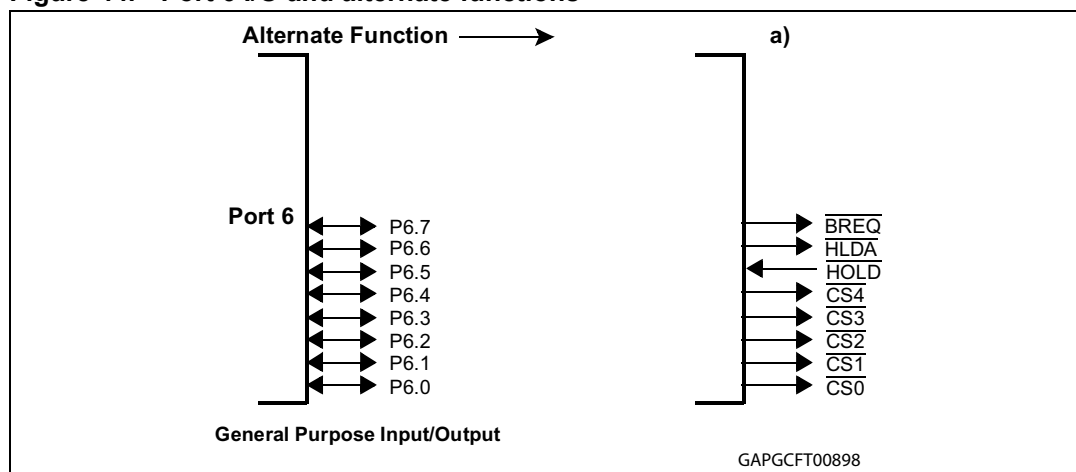 Alternate Function
a)
Port 6
P6.7
P6.6
P6.5
P6.4
P6.3
P6.2
P6.1
P6.0
General Purpose Input/Output
BREQ
HLDA
HOLD
CS4
CS3
CS2
CS1
CS0
GAPGCFT00898